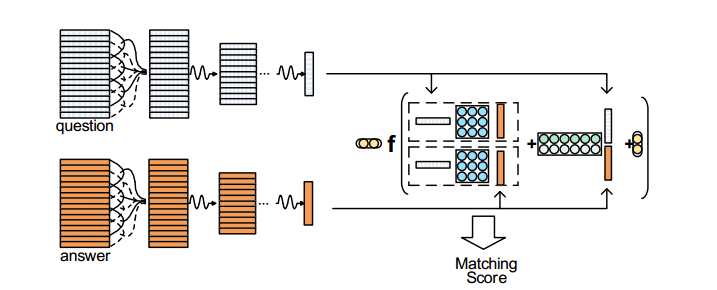 question
answer
f
+
+
Matching
Score